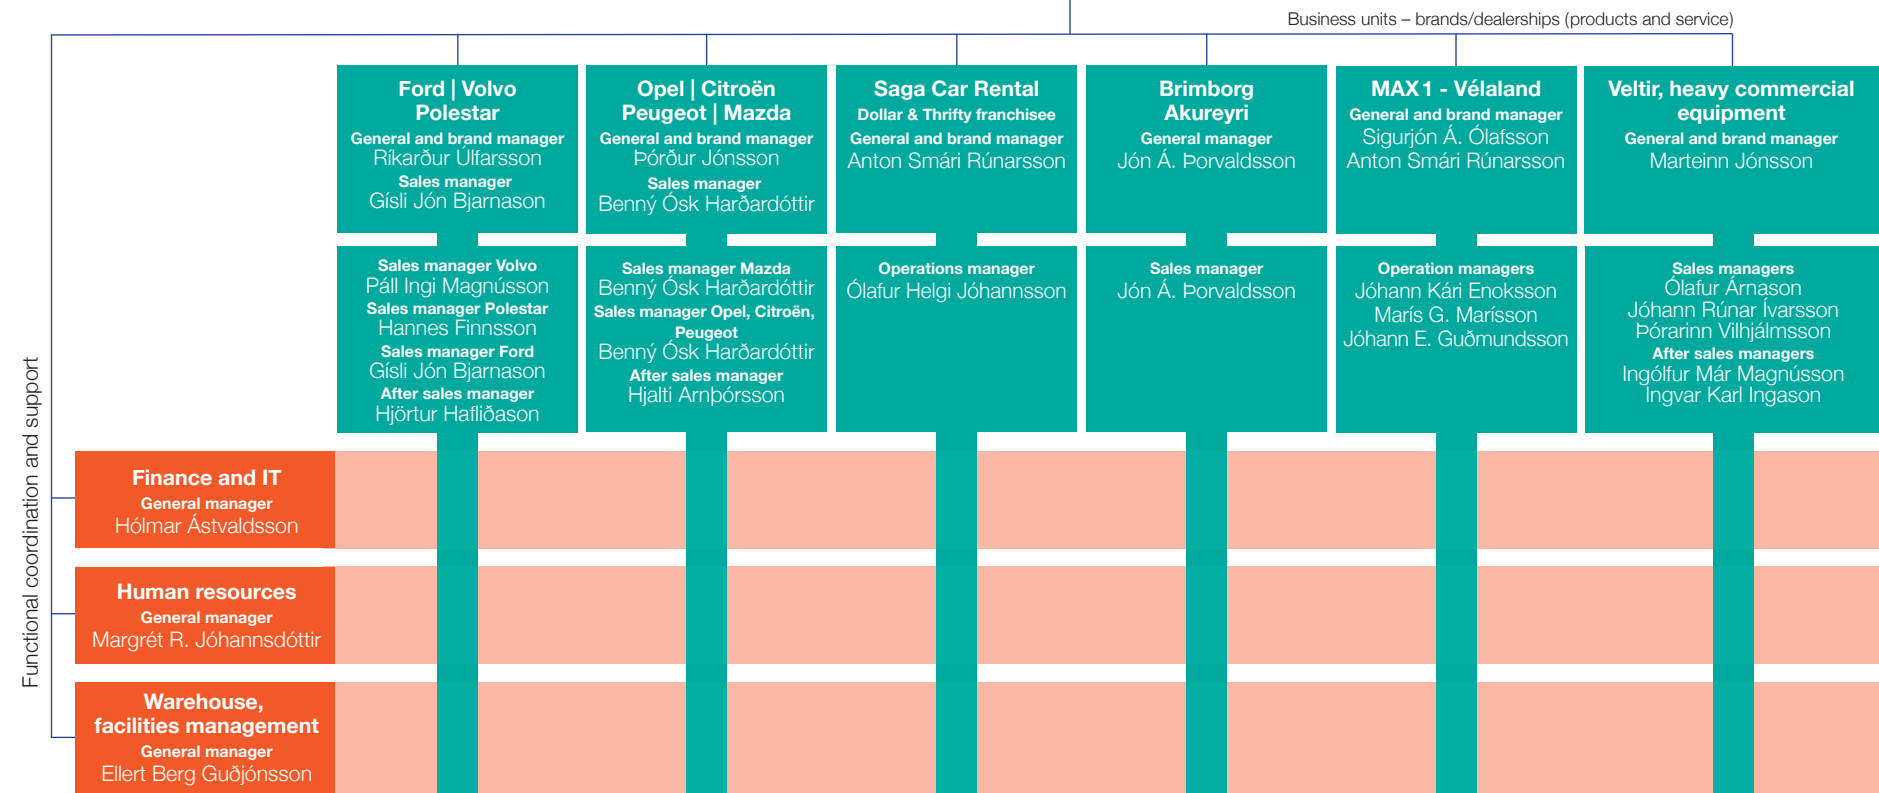 Business units – brands/dealerships (products and service)
Ford | Volvo
Polestar
General and brand manager
Ríkarður Úlfarsson
Sales manager
Gísli Jón Bjarnason
Opel | Citroën
Peugeot | Mazda
General and brand manager
Þórður Jónsson
Sales manager
Benný Ósk Harðardóttir
Saga Car Rental
Dollar & Thrifty franchisee
General and brand manager
Anton Smári Rúnarsson
Brimborg
Akureyri
General manager
Jón Á. Þorvaldsson
MAX1 - Vélaland
General and brand manager
Sigurjón Á. Ólafsson
Anton Smári Rúnarsson
Veltir, heavy commercial
equipment
General and brand manager
Marteinn Jónsson
Sales manager Volvo
Páll Ingi Magnússon
Sales manager Polestar
Hannes Finnsson
Sales manager Ford
Gísli Jón Bjarnason
After sales manager
Hjörtur Hafliðason
Sales manager Mazda
Benný Ósk Harðardóttir
Sales manager Opel, Citroën,
Peugeot
Benný Ósk Harðardóttir
After sales manager
Hjalti Arnþórsson
Operations manager
Ólafur Helgi Jóhannsson
Sales manager
Jón Á. Þorvaldsson
Operation managers
Jóhann Kári Enoksson
Marís G. Marísson
Jóhann E. Guðmundsson
Sales managers
Ólafur Árnason
Jóhann Rúnar Ívarsson
Þórarinn Vilhjálmsson
After sales managers
Ingólfur Már Magnússon
Ingvar Karl Ingason
Functional coordination and support
Finance and IT
General manager
Hólmar Ástvaldsson
Human resources
General manager
Margrét R. Jóhannsdóttir
Warehouse,
facilities management
General manager
Ellert Berg Guðjónsson